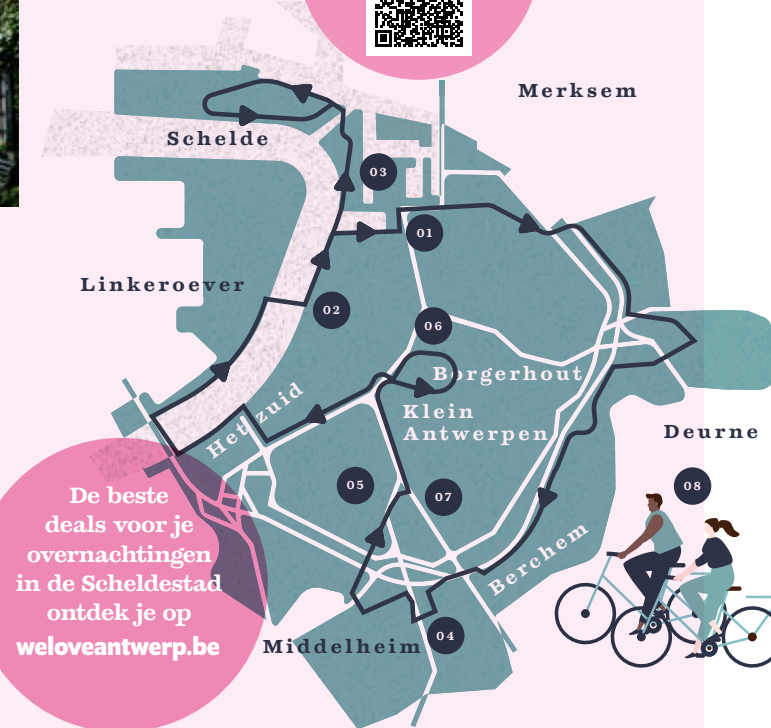 Merksem
Schelde
03
01
Linkeroever
02
06
Borgerhout
Het zuid
Klein
Antwerpen
Deurne
05
07
08
De beste
deals voor je
overnachtingen
in de Scheldestad
ontdek je op
weloveantwerp.be
Berchem
Middelheim
04